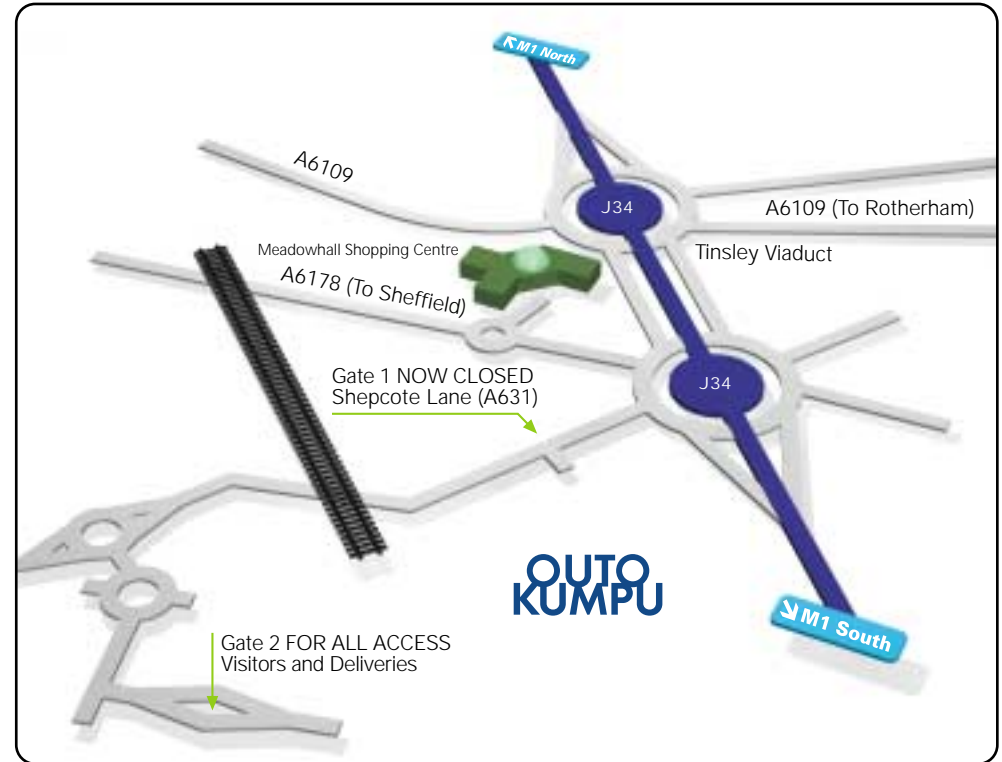 M1 North
A6109
J34
A6109 (To Rotherham)
Meadowhall Shopping Centre
Tinsley Viaduct
A6178 (To Sheffield)
Gate 1 NOW CLOSED
Shepcote Lane (A631)
J34
OUTO
KUMPU
M1 South
Gate 2 FOR ALL ACCESS
Visitors and Deliveries